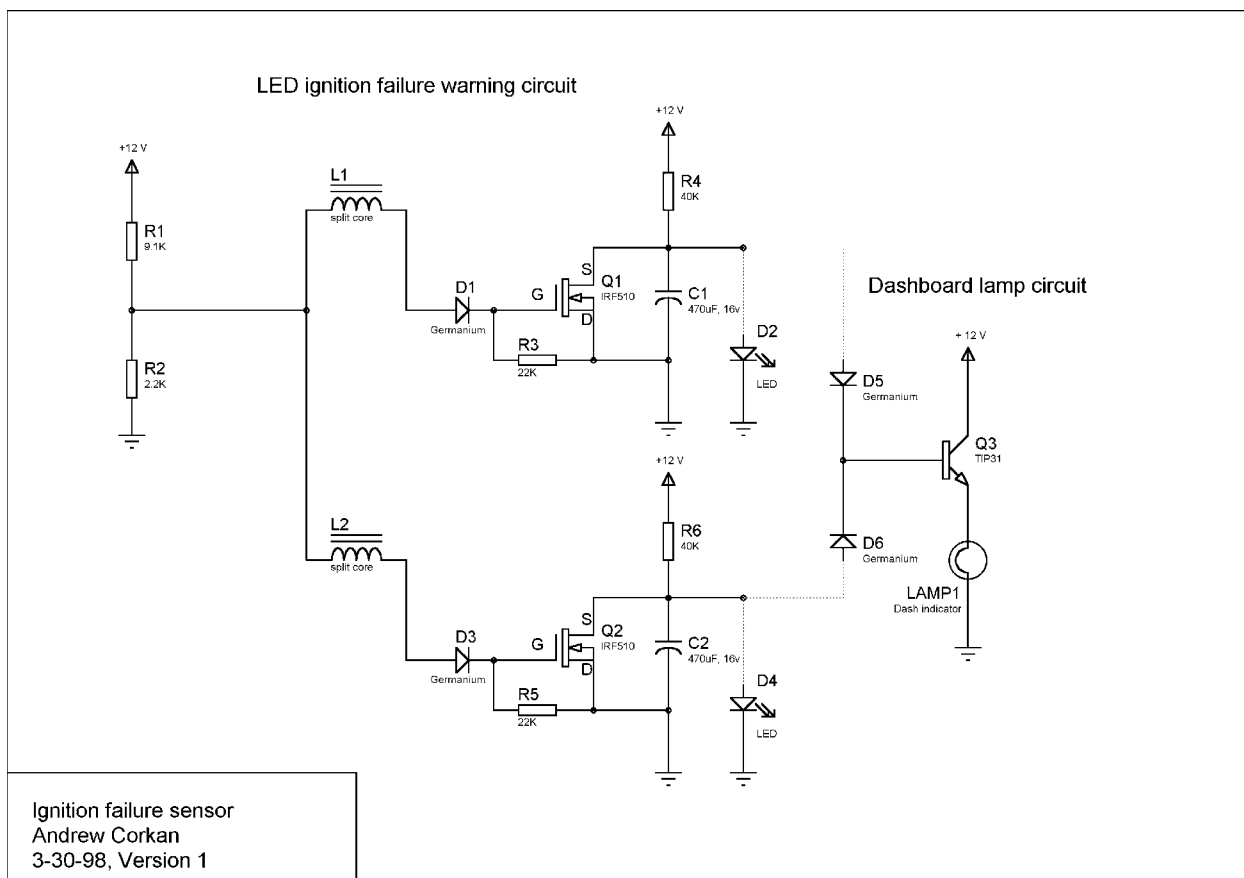 LED ignition failure warning circuit
+12 V
+12 V
L1
split core
R4
40K
R1
9.1K
S
Q1
IRF510
G
D
D1
Germanium
C1
470uF, 16v
Dashboard lamp circuit
D2
LED
+ 12 V
R3
22K
R2
2.2K
D5
Germanium
Q3
TIP31
+12 V
L2
split core
R6
40K
D6
Germanium
LAMP1
Dash indicator
S
Q2
IRF510
G
D
D3
Germanium
C2
470uF, 16v
D4
LED
R5
22K
Ignition failure sensor
Andrew Corkan
3-30-98, Version 1